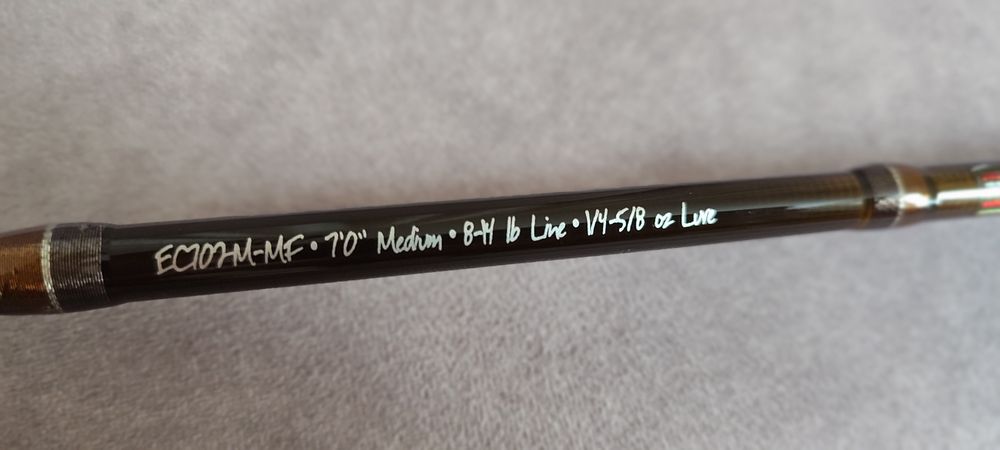 EC702M-MF • 7'0" Medium • 8-14 lb Line • 1/4-5/8 oz Lure